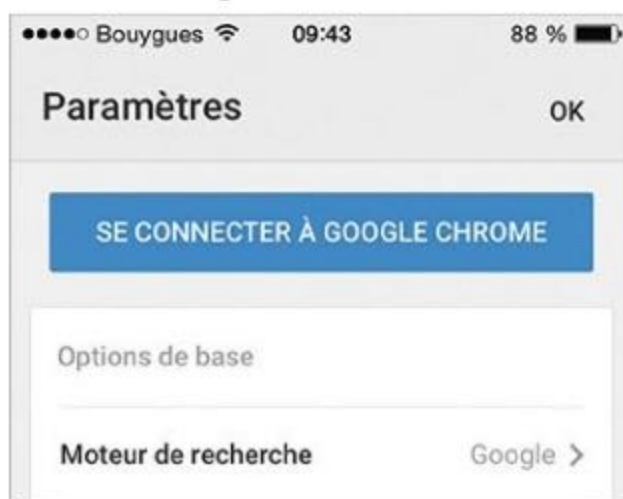 Bouygues 09:43 88 %
Paramètres OK
SE CONNECTER À GOOGLE CHROME
Options de base
Moteur de recherche Google >